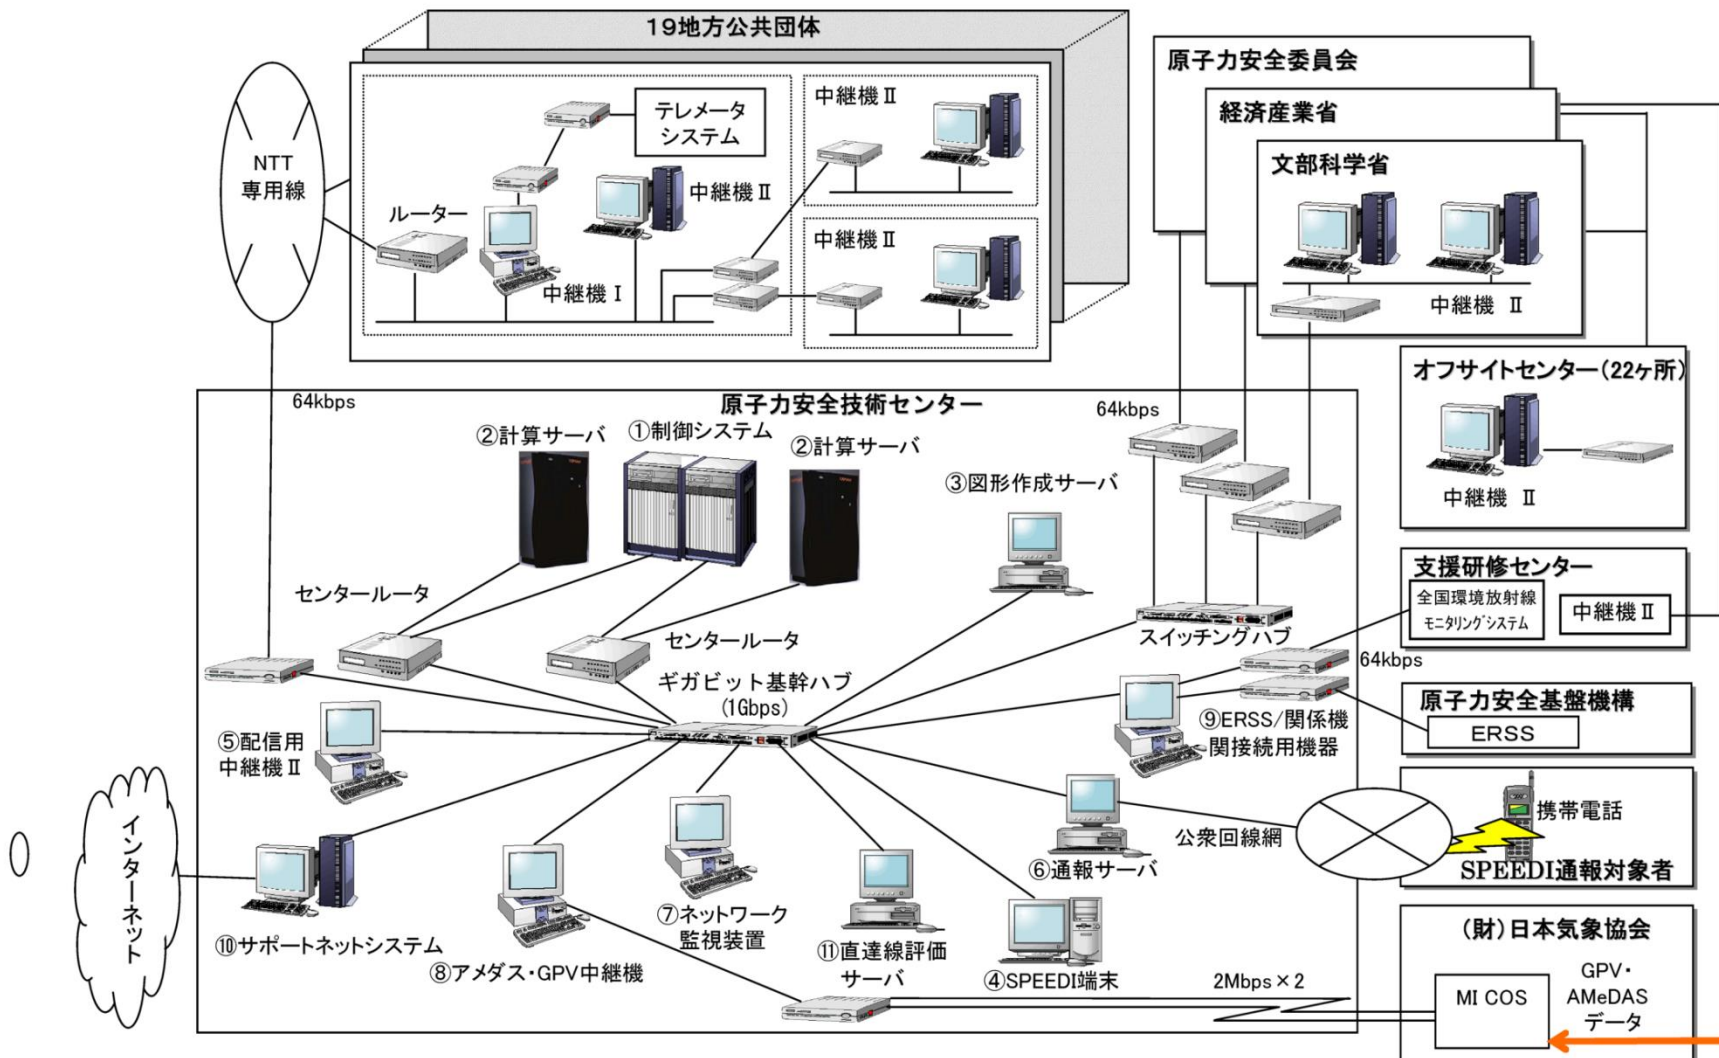 19地方公共団体
原子力安全委員会
経済産業省
文部科学省
中継機 Ⅱ
NTT
専用線
テレメータ
システム
中継機Ⅱ
中継機Ⅱ
ルーター
中継機Ⅰ
中継機Ⅱ
オフサイトセンター(22ヶ所)
中継機 Ⅱ
64kbps
原子力安全技術センター
②計算サーバ
①制御システム
②計算サーバ
64kbps
③図形作成サーバ
センタールータ
センタールータ
スイッチングハブ
支援研修センター
全国環境放射線
モニタリングシステム
中継機Ⅱ
64kbps
ギガビット基幹ハブ
(1Gbps)
⑤配信用
中継機Ⅱ
⑨ERSS/関係機
関接続用機器
原子力安全基盤機構
ERSS
インターネット
公衆回線網
携帯電話
SPEEDI通報対象者
⑥通報サーバ
⑩サポートネットシステム
⑧アメダス・GPV中継機
⑦ネットワーク
監視装置
⑪直達線評価
サーバ
④SPEEDI端末
2Mbps×2
(財)日本気象協会
MI COS
GPV・
AMeDAS
データ